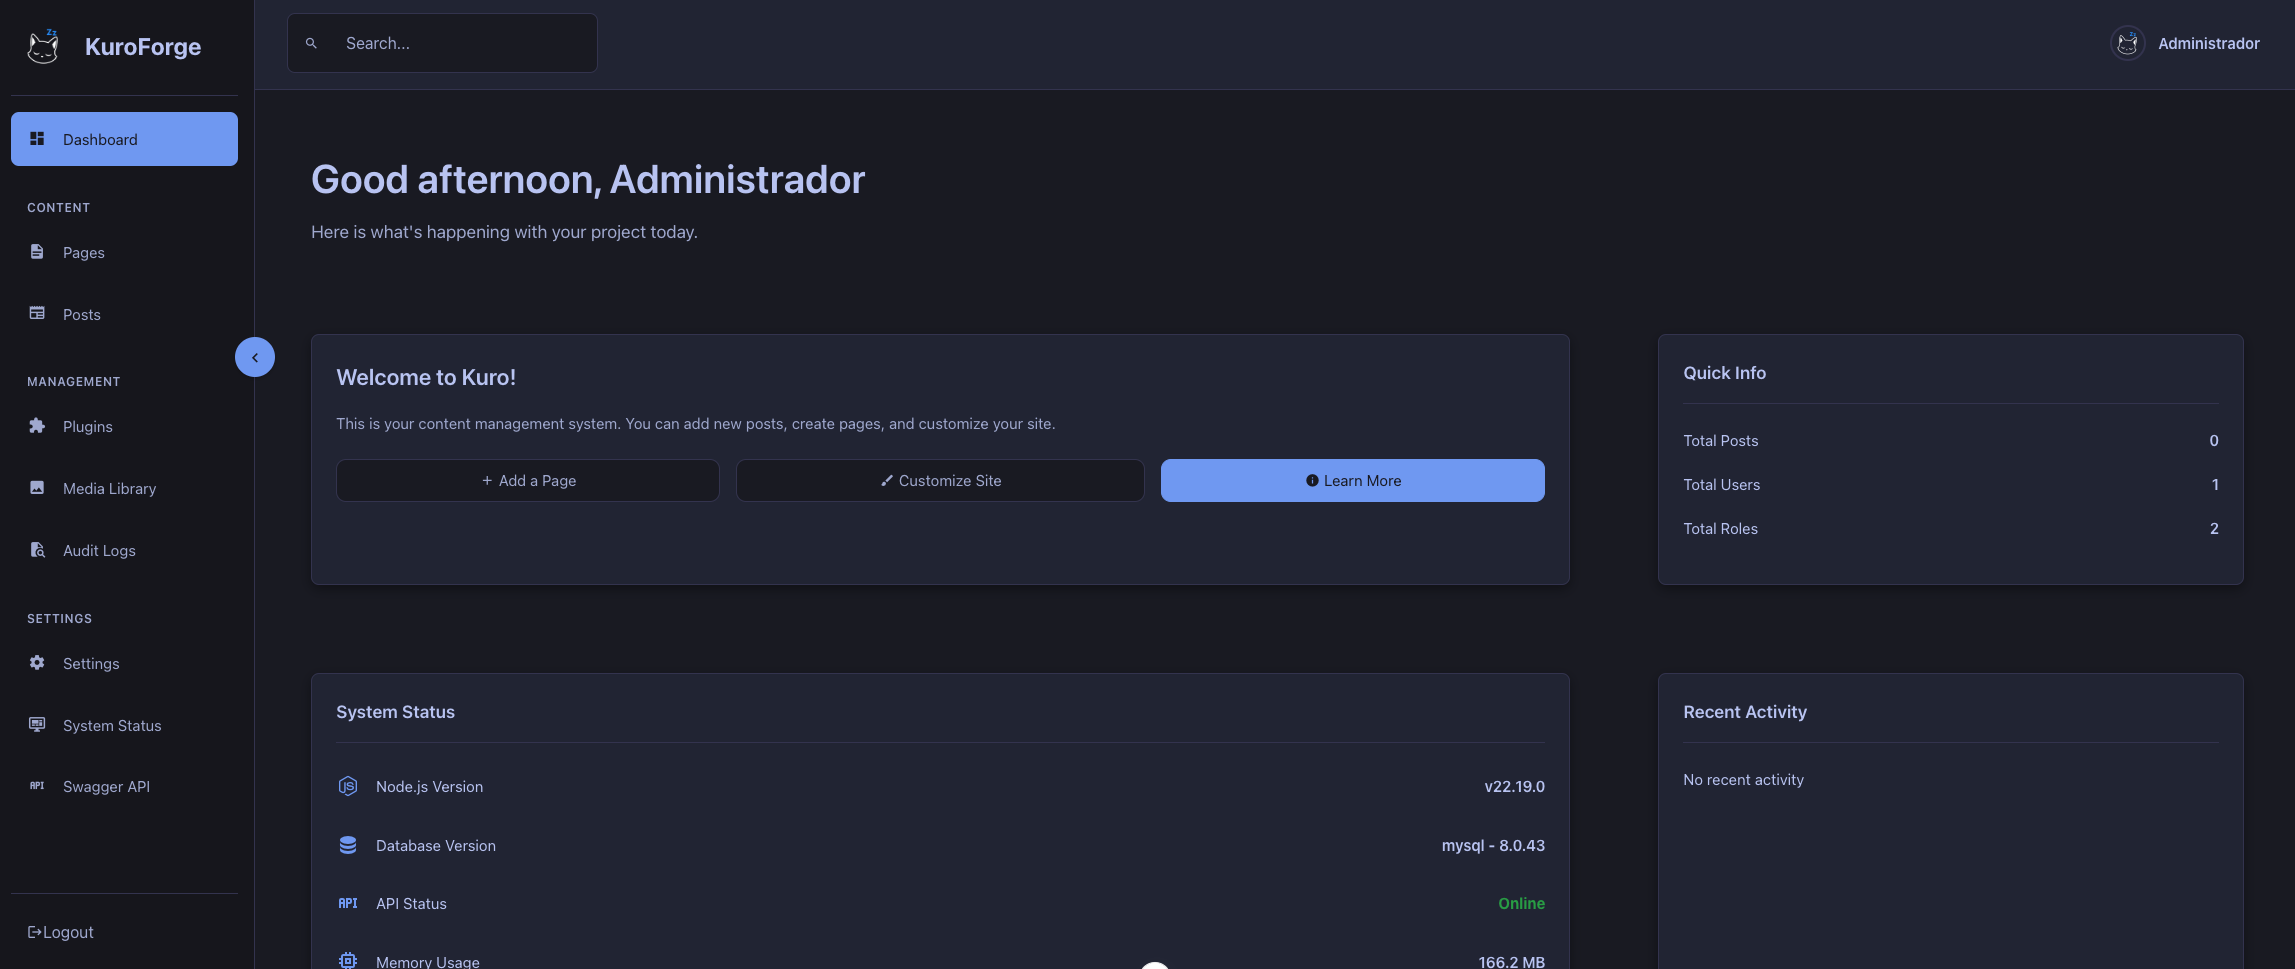 KuroForge
Search...
Administrador
Dashboard
CONTENT
Pages
Posts
MANAGEMENT
Plugins
Media Library
Audit Logs
SETTINGS
Settings
System Status
API Swagger API
Logout
Good afternoon, Administrador
Here is what's happening with your project today.
Welcome to Kuro!
This is your content management system. You can add new posts, create pages, and customize your site.
+ Add a Page
Customize Site
Learn More
Quick Info
Total Posts 0
Total Users 1
Total Roles 2
System Status
JS Node.js Version v22.19.0
Database Version mysql - 8.0.43
API API Status Online
Memory Usage 166.2 MB
Recent Activity
No recent activity